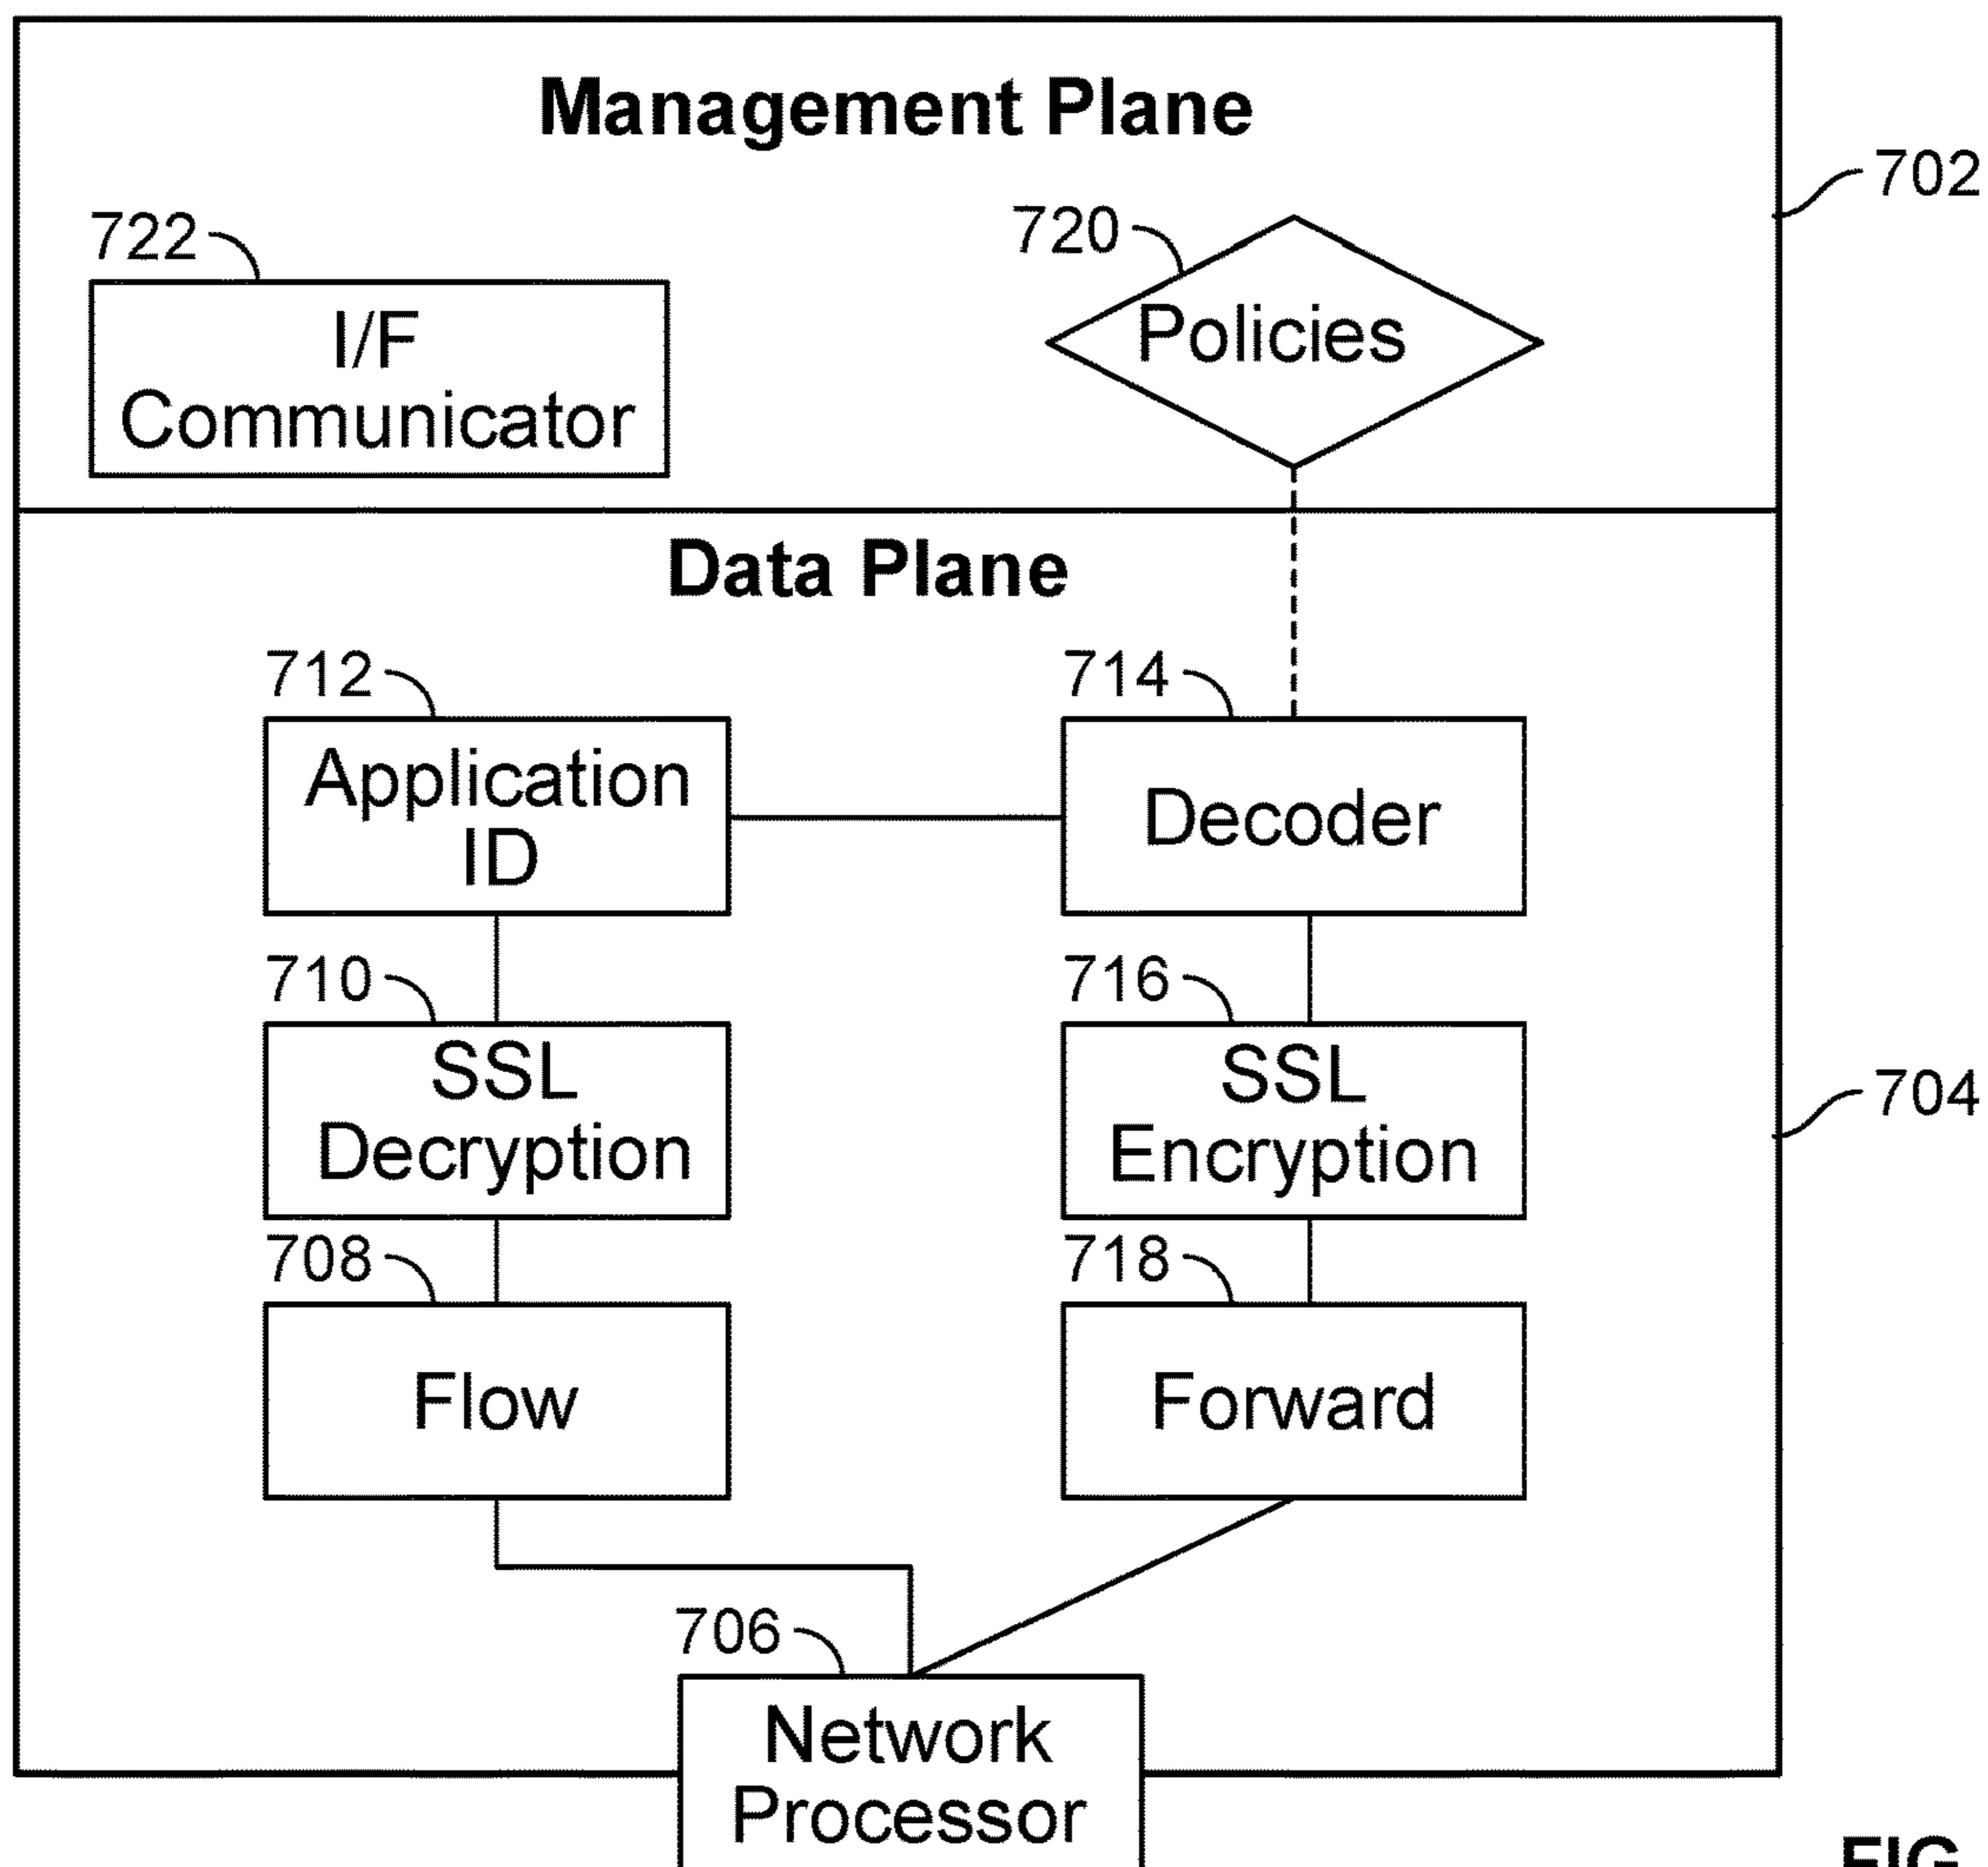 Management Plane
702
722
720
I/F
Communicator
Policies
Data Plane
712
714
Application
ID
Decoder
710
716
SSL
Decryption
SSL
Encryption
704
708
718
Flow
Forward
706
Network
Processor
FIG